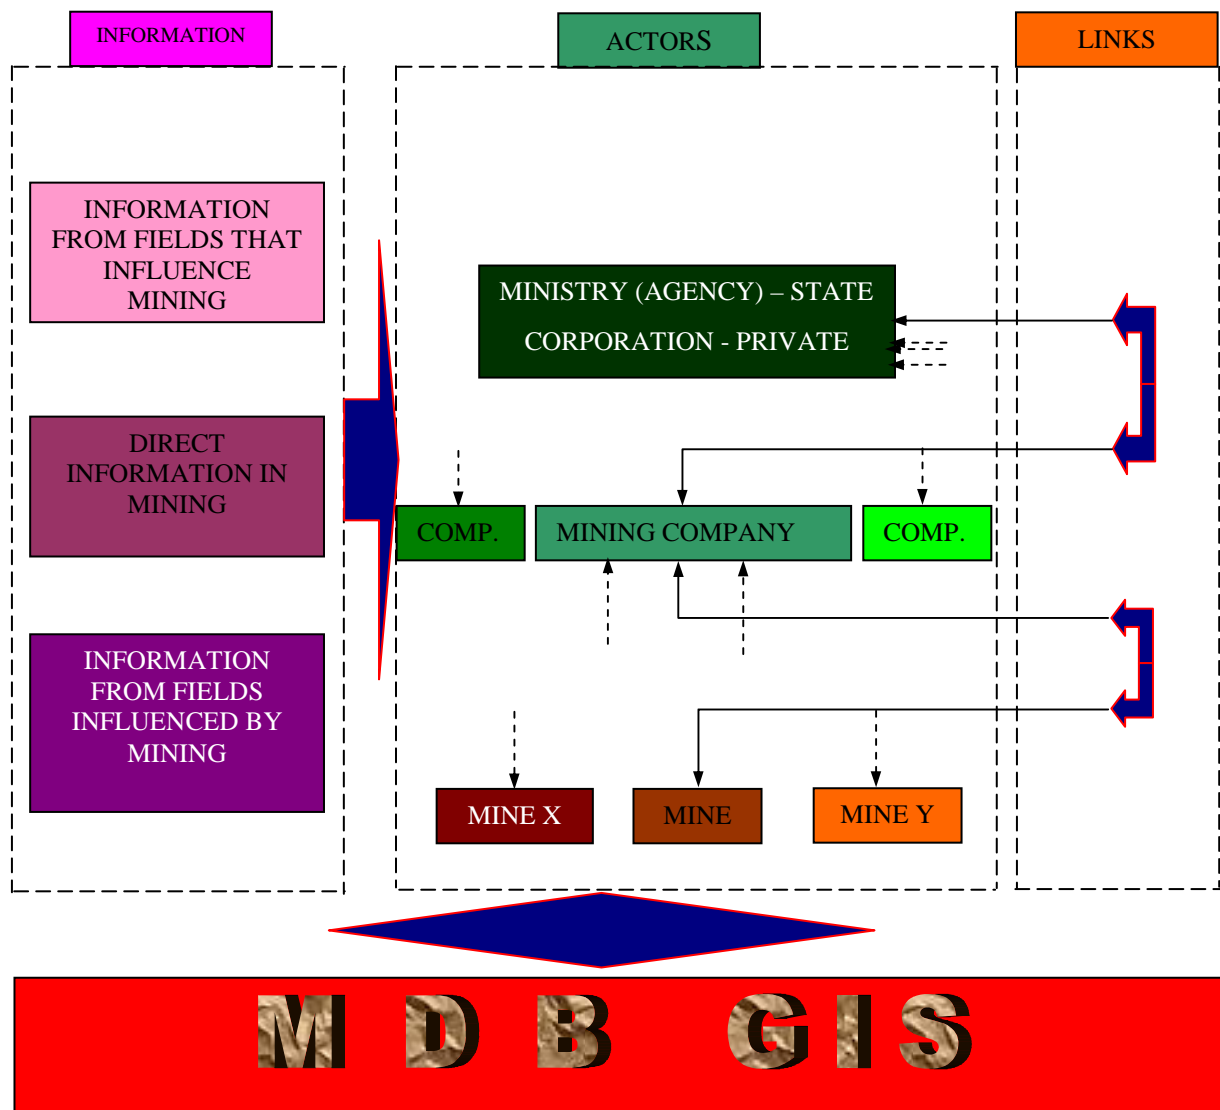 INFORMATION
ACTORS
LINKS
INFORMATION
FROM FIELDS THAT
INFLUENCE
MINING
DIRECT
INFORMATION IN
MINING
INFORMATION
FROM FIELDS
INFLUENCED BY
MINING
MINISTRY (AGENCY) – STATE
CORPORATION - PRIVATE
COMP.
MINING COMPANY
COMP.
MINE X
MINE
MINE Y
M D B GIS